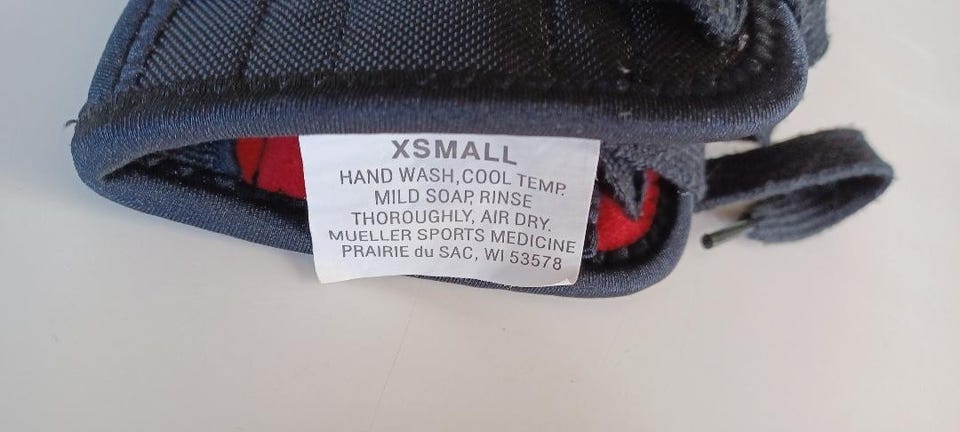 XSMALL
HAND WASH,COOL TEMP.
MILD SOAP, RINSE
THOROUGHLY, AIR DRY.
MUELLER SPORTS MEDICINE
PRAIRIE du SAC, WI 53578